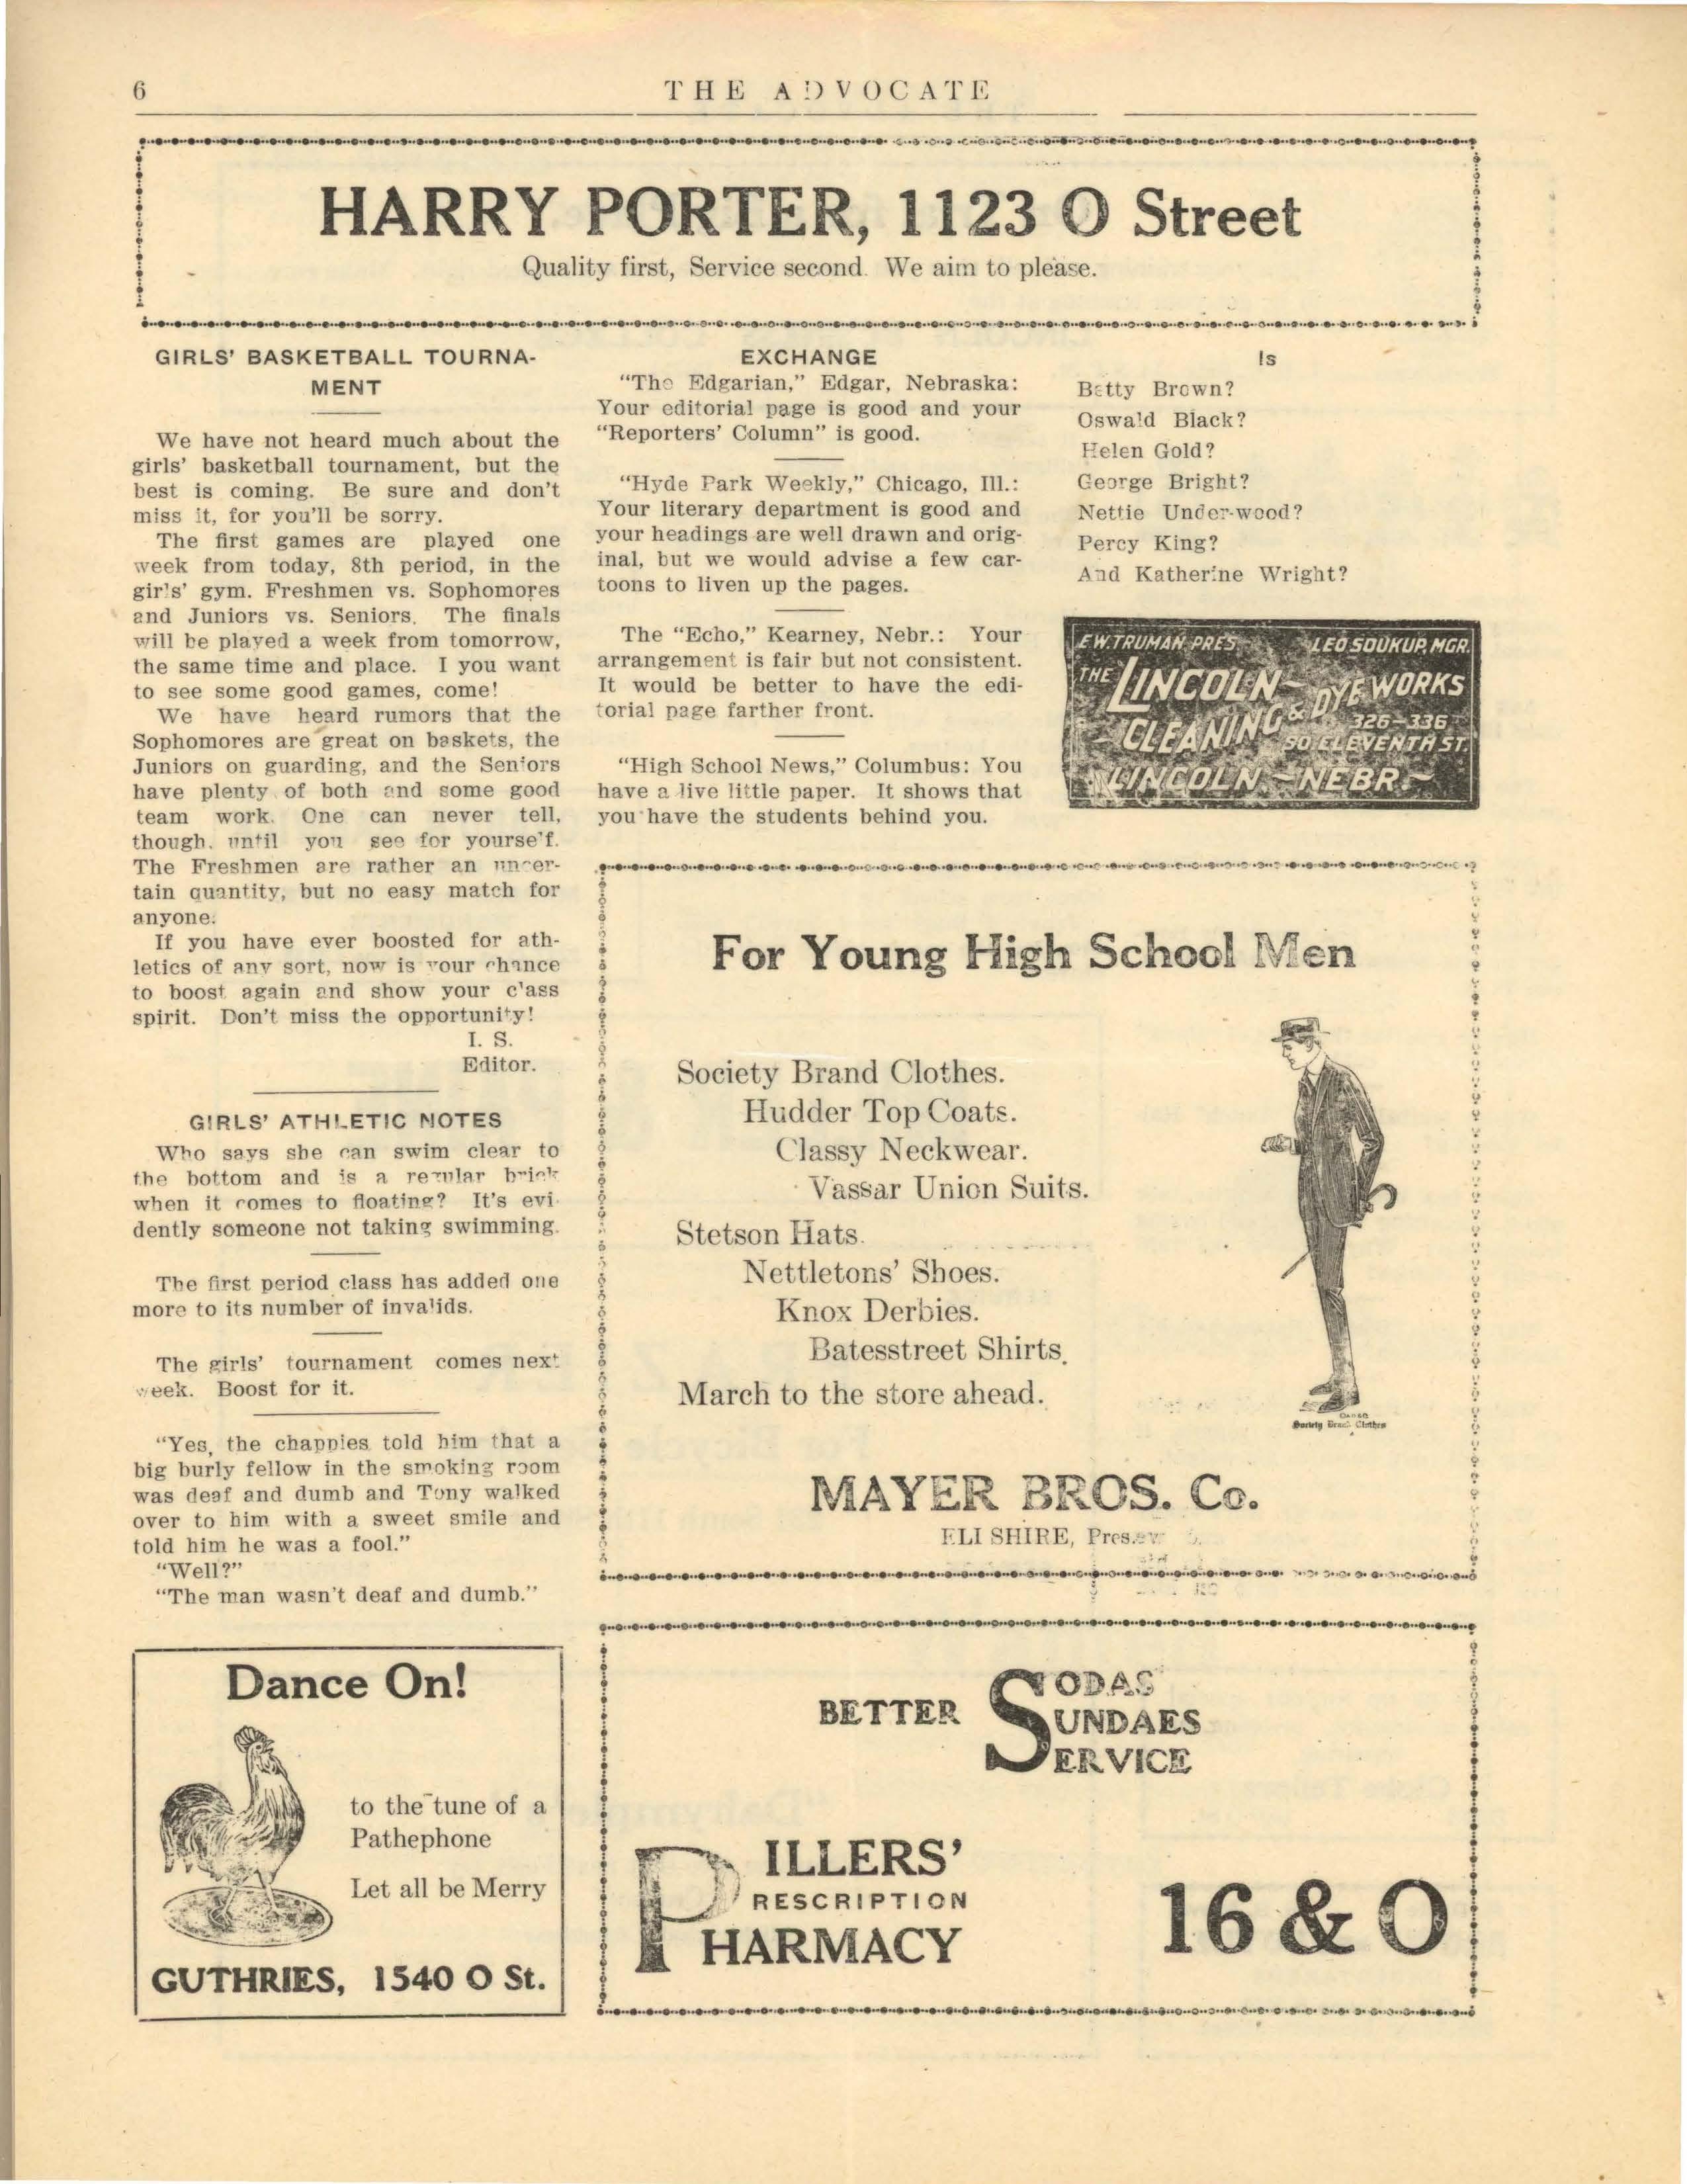 6
THE ADVOCATE
HARRY PORTER, 1123 O Street
Quality first, Service second. We aim to please.
GIRLS' BASKETBALL TOURNA-
MENT
We have not heard much about the
girls' basketball tournament, but the
best is coming. Be sure and don't
miss it, for you'll be sorry.
The first games are played one
week from today, 8th period, in the
girls' gym. Freshmen vs. Sophomores
and Juniors vs. Seniors. The finals
will be played a week from tomorrow,
the same time and place. I you want
to see some good games, come!
We have heard rumors that the
Sophomores are great on baskets, the
Juniors on guarding, and the Seniors
have plenty of both and some good
team work. One can never tell,
though, until you see for yourself.
The Freshmen are rather an uncer-
tain quantity, but no easy match for
anyone.
If you have ever boosted for ath-
letics of any sort, now is your chance
to boost again and show your class
spirit. Don't miss the opportunity!
I. S.
Editor.
GIRLS' ATHLETIC NOTES
Who says she can swim clear to
the bottom and is a regular brick
when it comes to floating? It's evi-
dently someone not taking swimming.
The first period class has added one
more to its number of invalids.
The girls' tournament comes next
week. Boost for it.
"Yes, the chappies told him that a
big burly fellow in the smoking room
was deaf and dumb and Tony walked
over to him with a sweet smile and
told him he was a fool."
"Well?"
"The man wasn't deaf and dumb."
Dance On!
to the tune of a
Pathephone
Let all be Merry
GUTHRIES, 1540 O St.
EXCHANGE
"The Edgarian," Edgar, Nebraska:
Your editorial page is good and your
"Reporters' Column" is good.
"Hyde Park Weekly," Chicago, Ill.:
Your literary department is good and
your headings are well drawn and orig-
inal, but we would advise a few car-
toons to liven up the pages.
The "Echo," Kearney, Nebr.: Your
arrangement is fair but not consistent.
It would be better to have the edi-
torial page farther front.
"High School News," Columbus: You
have a live little paper. It shows that
you have the students behind you.
Is
Betty Brown?
Oswald Black?
Helen Gold?
George Bright?
Nettie Under-wood?
Percy King?
And Katherine Wright?
E.W. TRUMAN, PRES. LEO SOUKUP, MGR.
THE LINCOLN
CLEANING & DYE WORKS
326-336
SO. ELEVENTH ST.
LINCOLN - NEBR.
For Young High School Men
Society Brand Clothes.
Hudder Top Coats.
Classy Neckwear.
Vassar Union Suits.
Stetson Hats.
Nettletons' Shoes.
Knox Derbies.
Batesstreet Shirts.
March to the store ahead.
Society Brand Clothes
MAYER BROS. Co.
ELI SHIRE, Pres.
BETTER SODAS
SUNDAES
SERVICE
PILLERS'
PRESCRIPTION
PHARMACY
16 & O